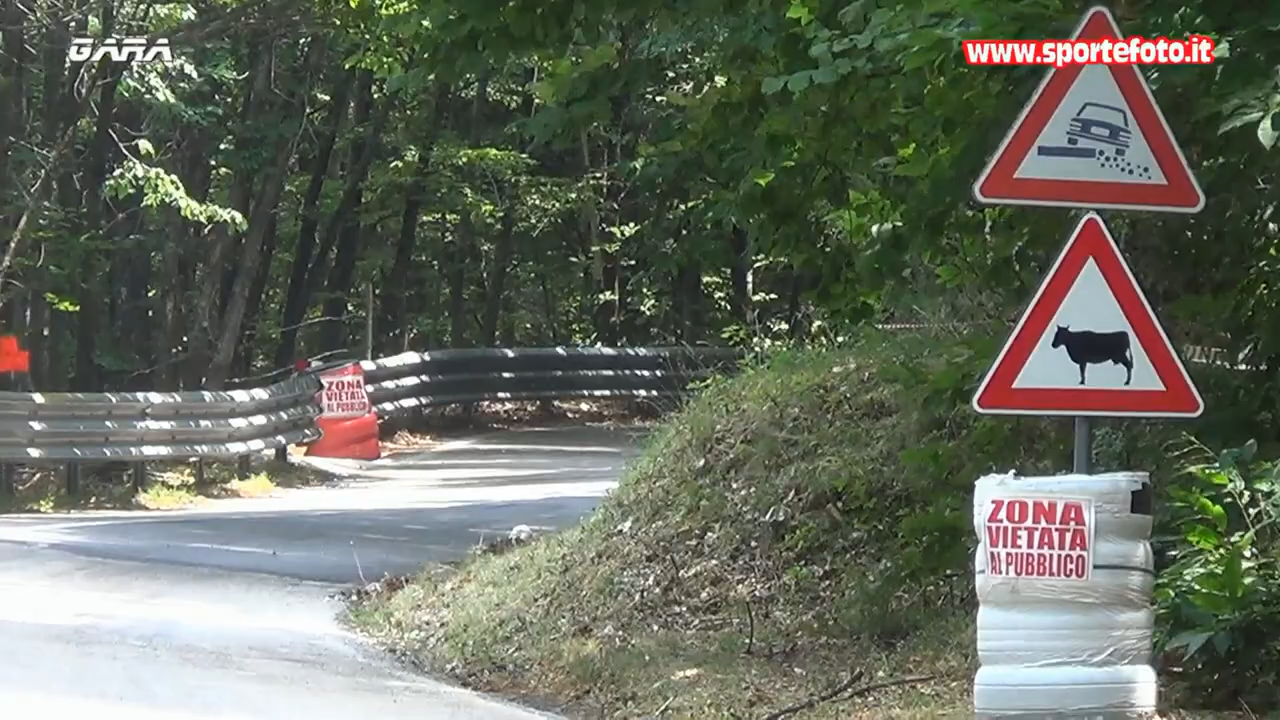 GARA
www.sportefoto.it
ZONA
VIETATA
AL PUBBLICO
ZONA
VIETATA
AL PUBBLICO